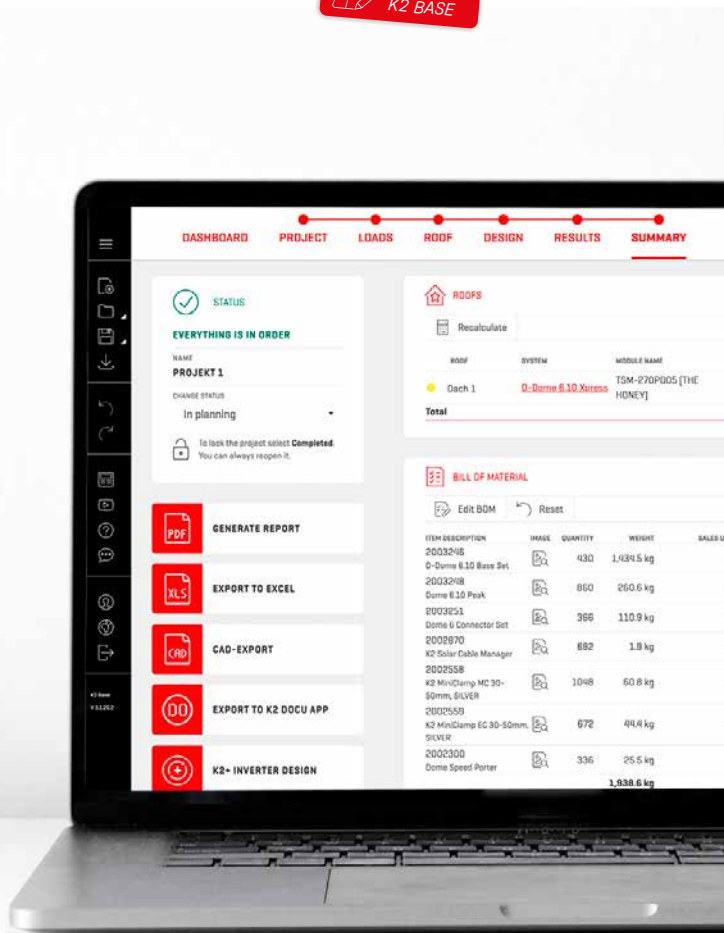 K2 BASE
DASHBOARD PROJECT LOADS ROOF DESIGN RESULTS SUMMARY
STATUS
EVERYTHING IS IN ORDER
NAME
PROJEKT 1
CHANGE STATUS
In planning
To lock the project select Completed.
You can always reopen it.
PDF GENERATE REPORT
XLS EXPORT TO EXCEL
CAD CAD-EXPORT
DO EXPORT TO K2 DOCU APP
K2+ INVERTER DESIGN
K2 Base
ROOFS
Recalculate
ROOF SYSTEM MODULE NAME
Dach 1 D-Dome 6.10 Xpress TSM-270PD05 [THE
HONEY]
Total
BILL OF MATERIAL
Edit BOM Reset
ITEM DESCRIPTION IMAGE QUANTITY WEIGHT SALES U
2003246
D-Dome 6.10 Base Set 430 1,434.5 kg
2003248
Dome 6.10 Peak 860 260.6 kg
2003251
Dome 6 Connector Set 366 110.9 kg
2002870
K2 Solar Cable Manager 692 1.9 kg
2002558
K2 MiniClamp MC 30-
50mm, SILVER 1048 60.8 kg
2002559
K2 MiniClamp EC 30-50mm,
SILVER 672 44.4 kg
2002300
Dome Speed Porter 336 25.5 kg
1,938.6 kg